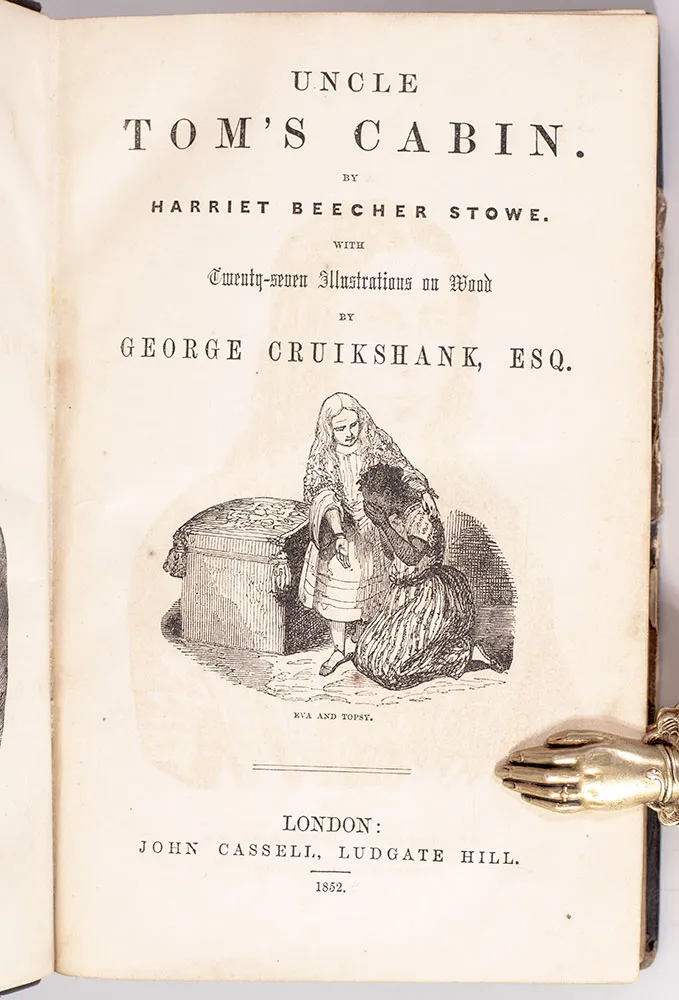 UNCLE
TOM'S CABIN.
BY
HARRIET BEECHER STOWE.
WITH
Twenty-seven Illustrations on Wood
BY
GEORGE CRUIKSHANK, ESQ.
EVA AND TOPSY.
LONDON:
JOHN CASSELL, LUDGATE HILL.
1852.